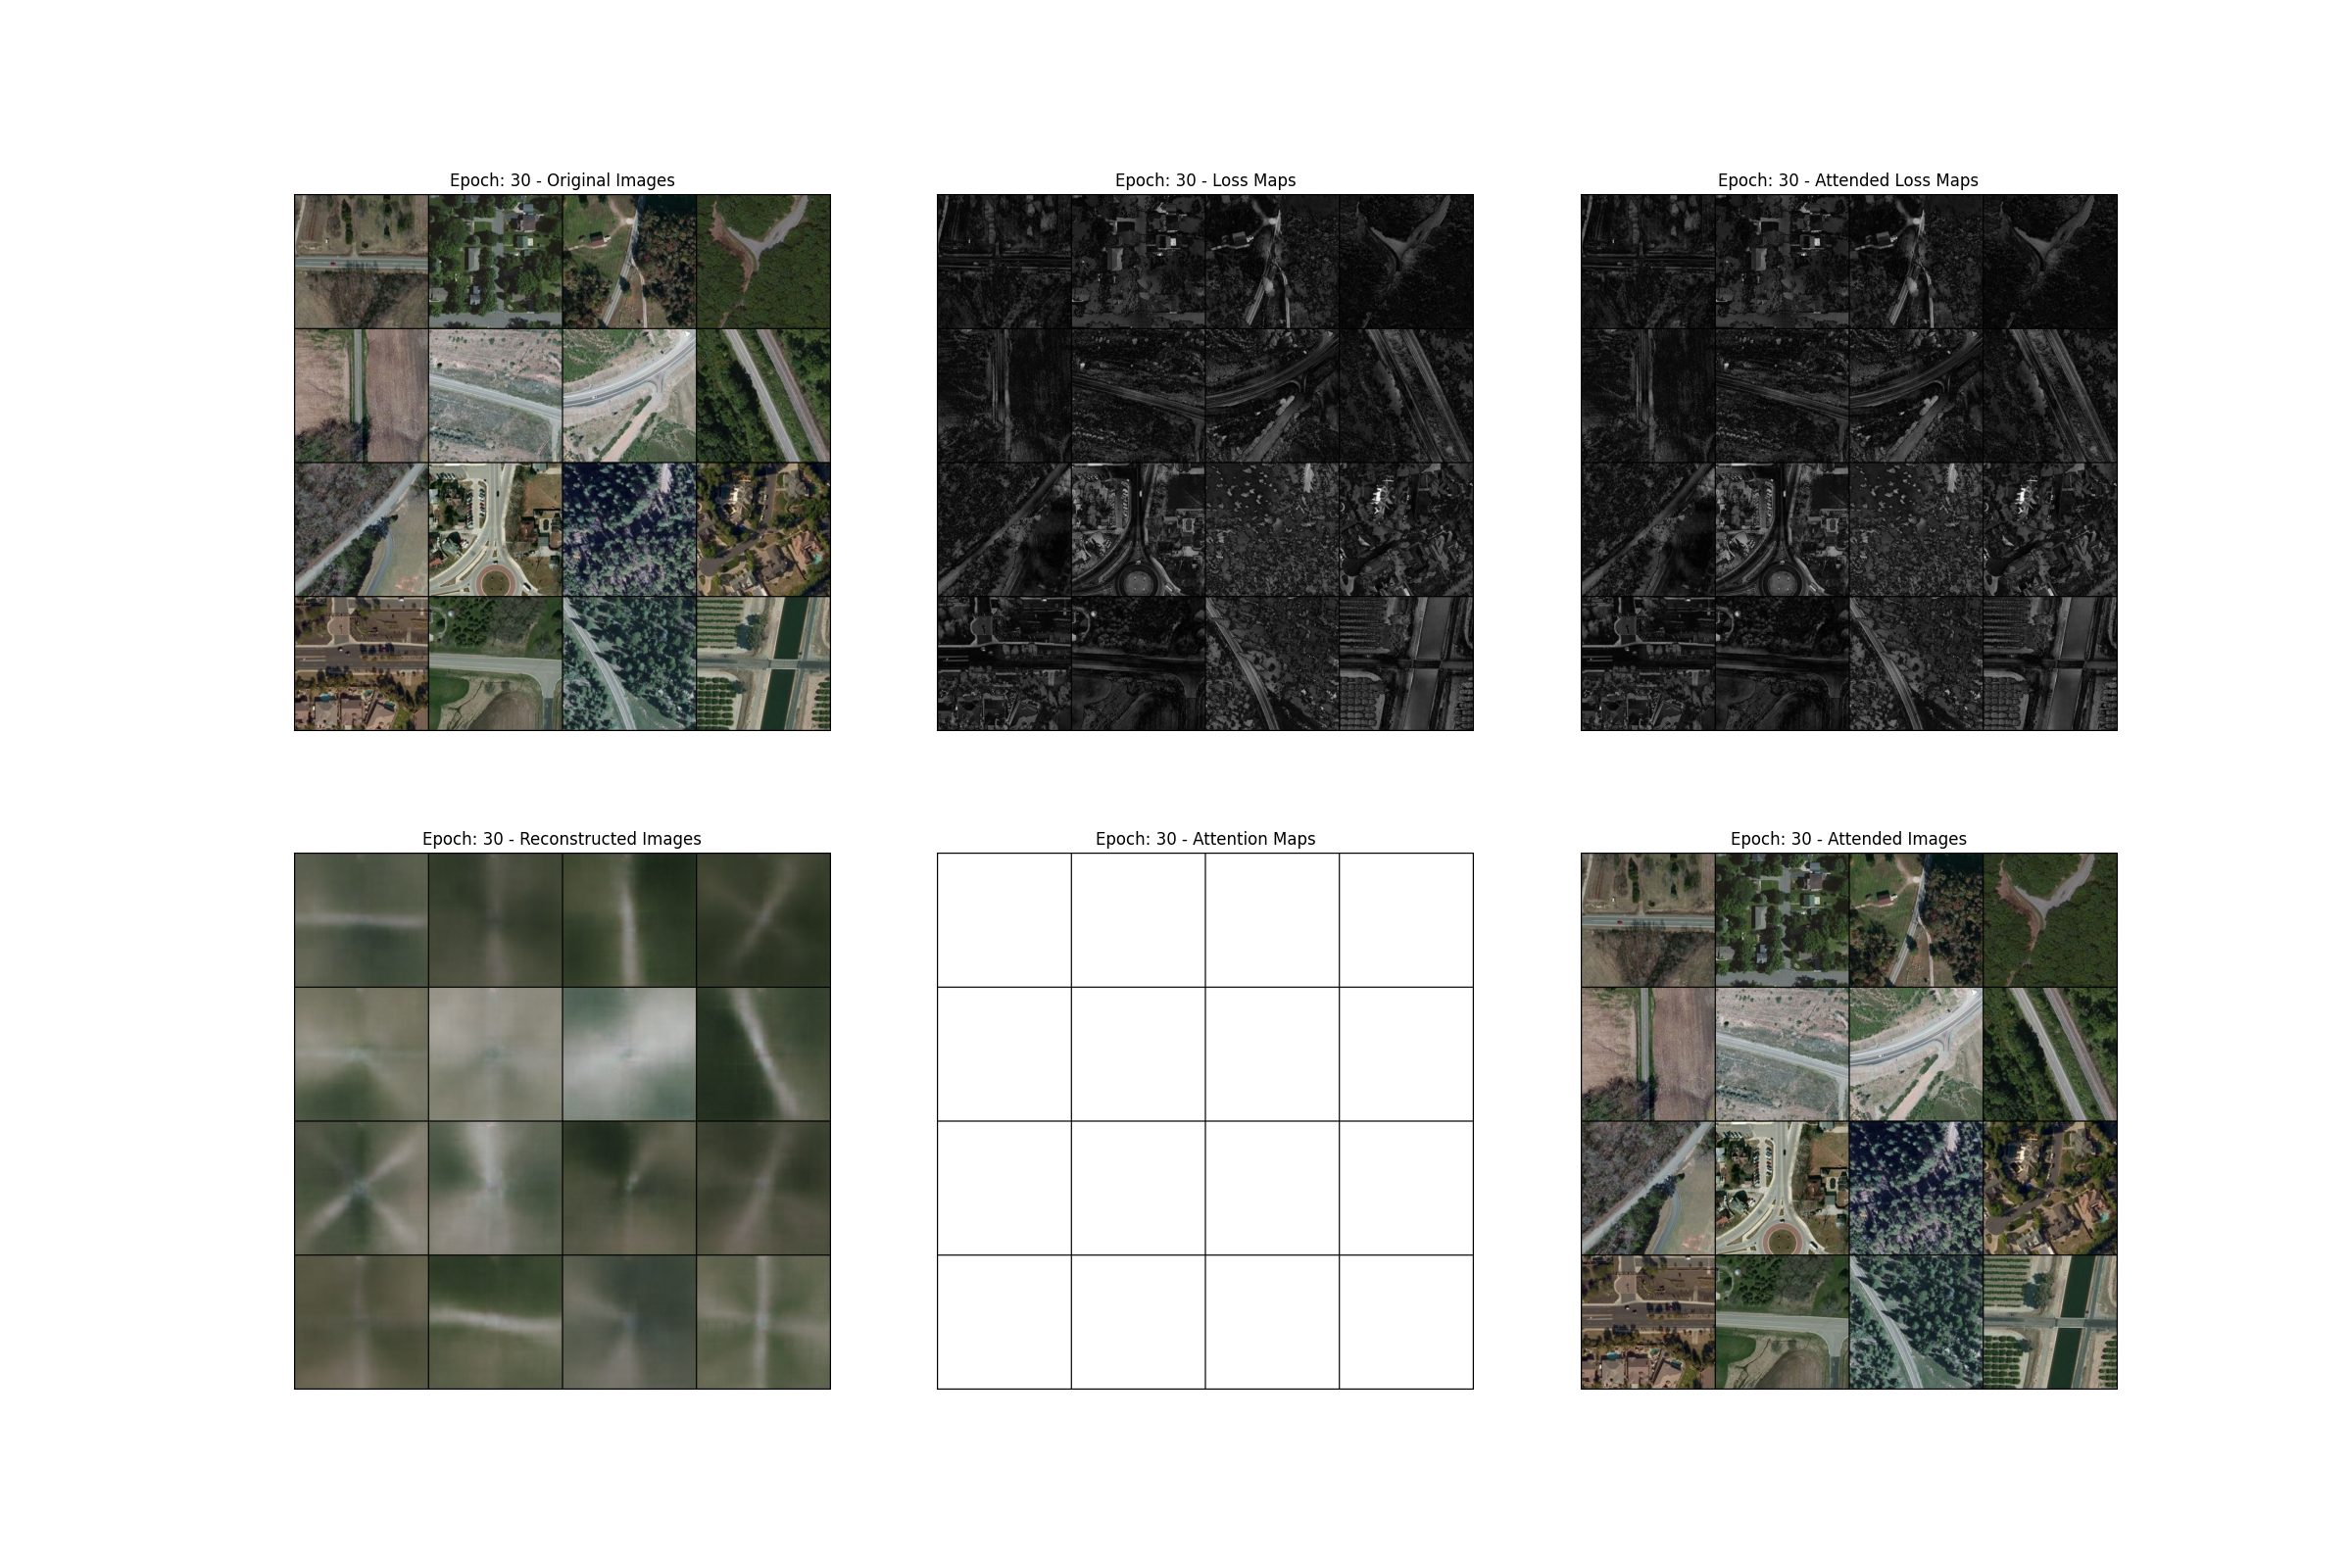 Epoch: 30 - Original Images
Epoch: 30 - Loss Maps
Epoch: 30 - Attended Loss Maps
Epoch: 30 - Reconstructed Images
Epoch: 30 - Attention Maps
Epoch: 30 - Attended Images